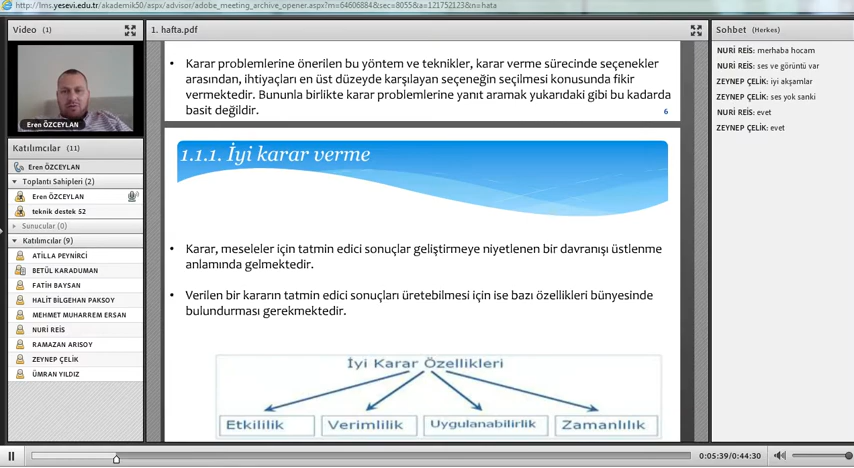 http://lms.yesevi.edu.tr/akademik50/aspx/advisor/adobe_meeting_archive_opener.aspx?m=64606884&sec=8055&a=121752123&n=hata
Video (1)
Eren ÖZCEYLAN
Katılımcılar (11)
Eren ÖZCEYLAN
Toplantı Sahipleri (2)
Eren ÖZCEYLAN
teknik destek 52
Sunucular (0)
Katılımcılar (9)
ATİLLA PEYNİRCİ
BETÜL KARADUMAN
FATİH BAYSAN
HALİT BİLGEHAN PAKSOY
MEHMET MUHARREM ERSAN
NURİ REİS
RAMAZAN ARISOY
ZEYNEP ÇELİK
ÜMRAN YILDIZ
1. hafta.pdf
• Karar problemlerine önerilen bu yöntem ve teknikler, karar verme sürecinde seçenekler
arasından, ihtiyaçları en üst düzeyde karşılayan seçeneğin seçilmesi konusunda fikir
vermektedir. Bununla birlikte karar problemlerine yanıt aramak yukarıdaki gibi bu kadarda
basit değildir.
6
1.1.1. İyi karar verme
• Karar, meseleler için tatmin edici sonuçlar geliştirmeye niyetlenen bir davranışı üstlenme
anlamında gelmektedir.
• Verilen bir kararın tatmin edici sonuçları üretebilmesi için ise bazı özellikleri bünyesinde
bulundurması gerekmektedir.
İyi Karar Özellikleri
Etkililik
Verimlilik
Uygulanabilirlik
Zamanlılık
Sohbet (Herkes)
NURİ REİS: merhaba hocam
NURİ REİS: ses ve görüntü var
ZEYNEP ÇELİK: iyi akşamlar
ZEYNEP ÇELİK: ses yok sanki
NURİ REİS: evet
ZEYNEP ÇELİK: evet
0:05:39/0:44:30